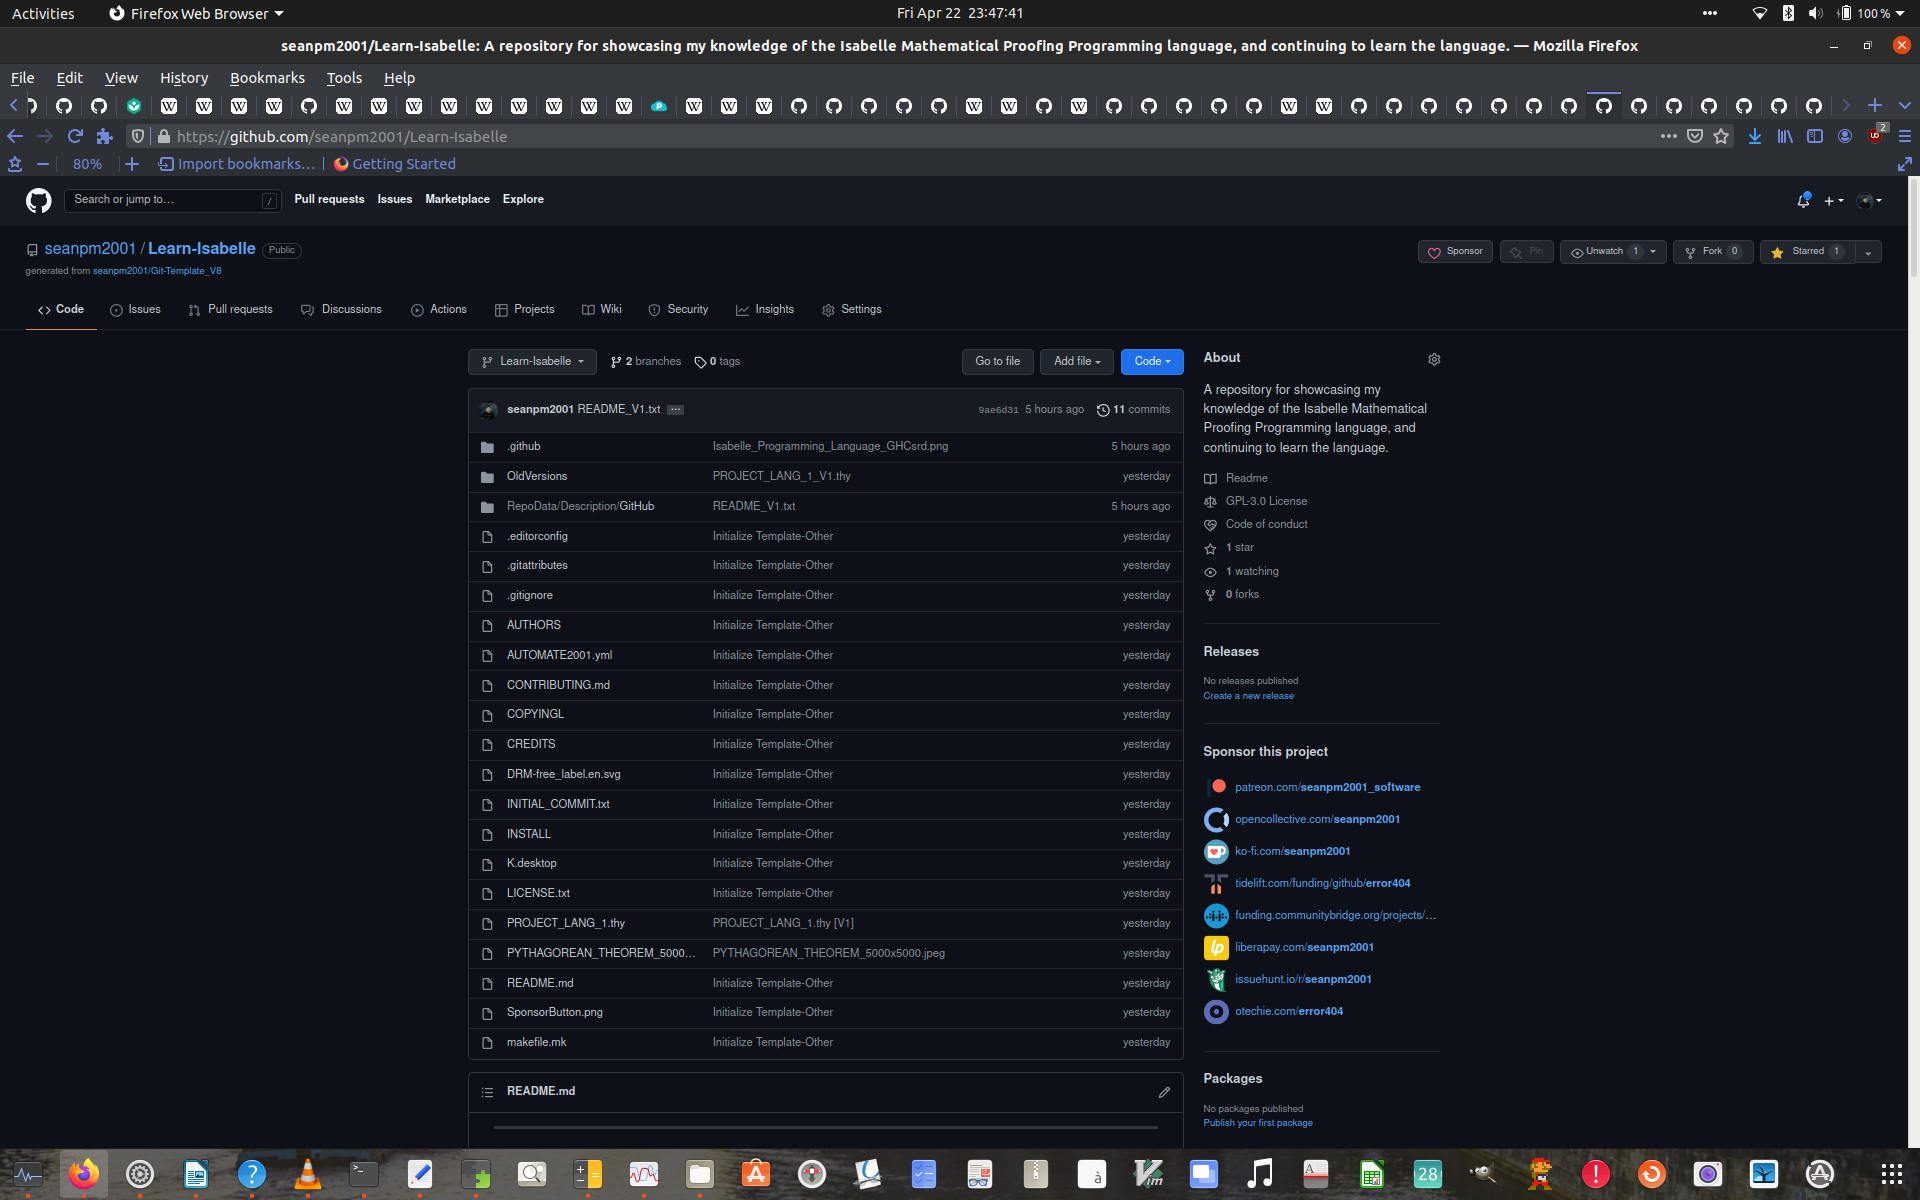 Activities Firefox Web Browser Fri Apr 22 23:47:41 100 %
seanpm2001/Learn-Isabelle: A repository for showcasing my knowledge of the Isabelle Mathematical Proofing Programming language, and continuing to learn the language. — Mozilla Firefox
File Edit View History Bookmarks Tools Help
https://github.com/seanpm2001/Learn-Isabelle 2
80% Import bookmarks... Getting Started
Search or jump to... / Pull requests Issues Marketplace Explore
seanpm2001 / Learn-Isabelle Public Sponsor Pin Unwatch 1 Fork 0 Starred 1
generated from seanpm2001/Git-Template_V8
Code Issues Pull requests Discussions Actions Projects Wiki Security Insights Settings
Learn-Isabelle 2 branches 0 tags Go to file Add file Code
seanpm2001 README_V1.txt ... 9ae6d31 5 hours ago 11 commits
.github Isabelle_Programming_Language_GHCsrd.png 5 hours ago
OldVersions PROJECT_LANG_1_V1.thy yesterday
RepoData/Description/GitHub README_V1.txt 5 hours ago
.editorconfig Initialize Template-Other yesterday
.gitattributes Initialize Template-Other yesterday
.gitignore Initialize Template-Other yesterday
AUTHORS Initialize Template-Other yesterday
AUTOMATE2001.yml Initialize Template-Other yesterday
CONTRIBUTING.md Initialize Template-Other yesterday
COPYINGL Initialize Template-Other yesterday
CREDITS Initialize Template-Other yesterday
DRM-free_label.en.svg Initialize Template-Other yesterday
INITIAL_COMMIT.txt Initialize Template-Other yesterday
INSTALL Initialize Template-Other yesterday
K.desktop Initialize Template-Other yesterday
LICENSE.txt Initialize Template-Other yesterday
PROJECT_LANG_1.thy PROJECT_LANG_1.thy [V1] yesterday
PYTHAGOREAN_THEOREM_5000... PYTHAGOREAN_THEOREM_5000x5000.jpeg yesterday
README.md Initialize Template-Other yesterday
SponsorButton.png Initialize Template-Other yesterday
makefile.mk Initialize Template-Other yesterday
README.md
About
A repository for showcasing my
knowledge of the Isabelle Mathematical
Proofing Programming language, and
continuing to learn the language.
Readme
GPL-3.0 License
Code of conduct
1 star
1 watching
0 forks
Releases
No releases published
Create a new release
Sponsor this project
patreon.com/seanpm2001_software
opencollective.com/seanpm2001
ko-fi.com/seanpm2001
tidelift.com/funding/github/error404
funding.communitybridge.org/projects/...
liberapay.com/seanpm2001
issuehunt.io/r/seanpm2001
otechie.com/error404
Packages
No packages published
Publish your first package
28